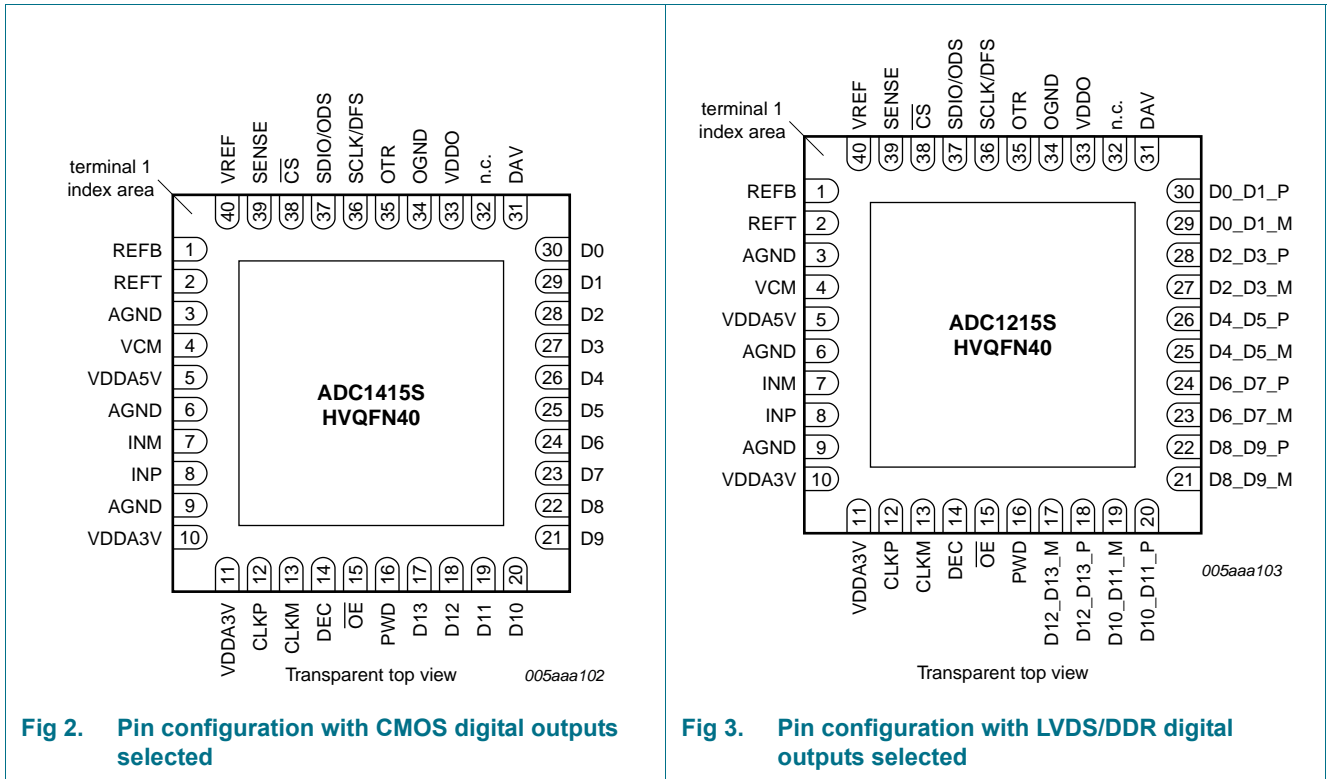 terminal 1
index area
VREF
SENSE
CS
SDIO/ODS
SCLK/DFS
OTR
OGND
VDDO
n.c.
DAV
40 39 38 37 36 35 34 33 32 31
REFB 1 30 D0
REFT 2 29 D1
AGND 3 28 D2
VCM 4 27 D3
VDDA5V 5 26 D4
AGND 6 25 D5
INM 7 24 D6
INP 8 23 D7
AGND 9 22 D8
VDDA3V 10 21 D9
ADC1415S
HVQFN40
11 12 13 14 15 16 17 18 19 20
VDDA3V
CLKP
CLKM
DEC
OE
PWD
D13
D12
D11
D10
Transparent top view
005aaa102
Fig 2. Pin configuration with CMOS digital outputs
selected
terminal 1
index area
VREF
SENSE
CS
SDIO/ODS
SCLK/DFS
OTR
OGND
VDDO
n.c.
DAV
40 39 38 37 36 35 34 33 32 31
REFB 1 30 D0_D1_P
REFT 2 29 D0_D1_M
AGND 3 28 D2_D3_P
VCM 4 27 D2_D3_M
VDDA5V 5 26 D4_D5_P
AGND 6 25 D4_D5_M
INM 7 24 D6_D7_P
INP 8 23 D6_D7_M
AGND 9 22 D8_D9_P
VDDA3V 10 21 D8_D9_M
ADC1215S
HVQFN40
11 12 13 14 15 16 17 18 19 20
VDDA3V
CLKP
CLKM
DEC
OE
PWD
D12_D13_M
D12_D13_P
D10_D11_M
D10_D11_P
005aaa103
Transparent top view
Fig 3. Pin configuration with LVDS/DDR digital
outputs selected